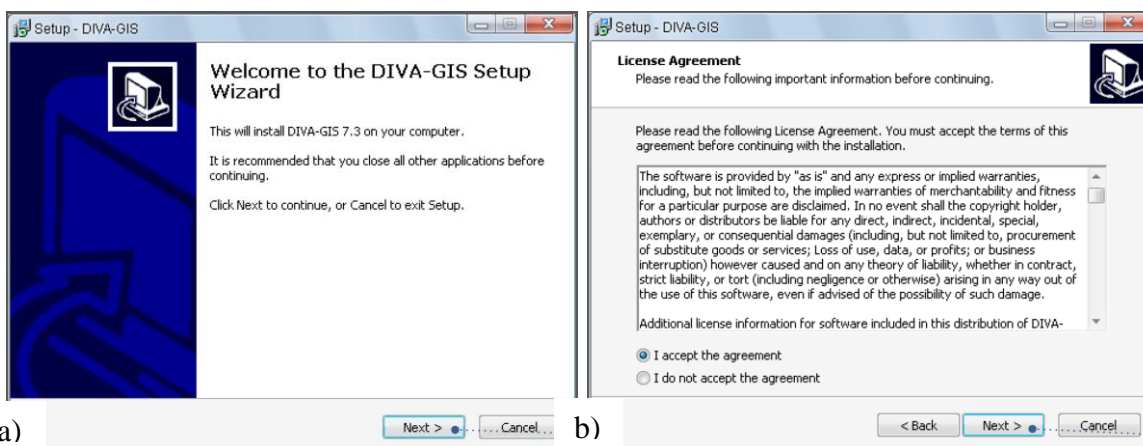 Setup - DIVA-GIS
Welcome to the DIVA-GIS Setup
Wizard
This will install DIVA-GIS 7.3 on your computer.
It is recommended that you close all other applications before
continuing.
Click Next to continue, or Cancel to exit Setup.
Next >
Cancel
a)
Setup - DIVA-GIS
License Agreement
Please read the following important information before continuing.
Please read the following License Agreement. You must accept the terms of this
agreement before continuing with the installation.
The software is provided by "as is" and any express or implied warranties,
including, but not limited to, the implied warranties of merchantability and fitness
for a particular purpose are disclaimed. In no event shall the copyright holder,
authors or distributors be liable for any direct, indirect, incidental, special,
exemplary, or consequential damages (including, but not limited to, procurement
of substitute goods or services; Loss of use, data, or profits; or business
interruption) however caused and on any theory of liability, whether in contract,
strict liability, or tort (including negligence or otherwise) arising in any way out of
the use of this software, even if advised of the possibility of such damage.
Additional license information for software included in this distribution of DIVA-
I accept the agreement
I do not accept the agreement
< Back
Next >
Cancel
b)